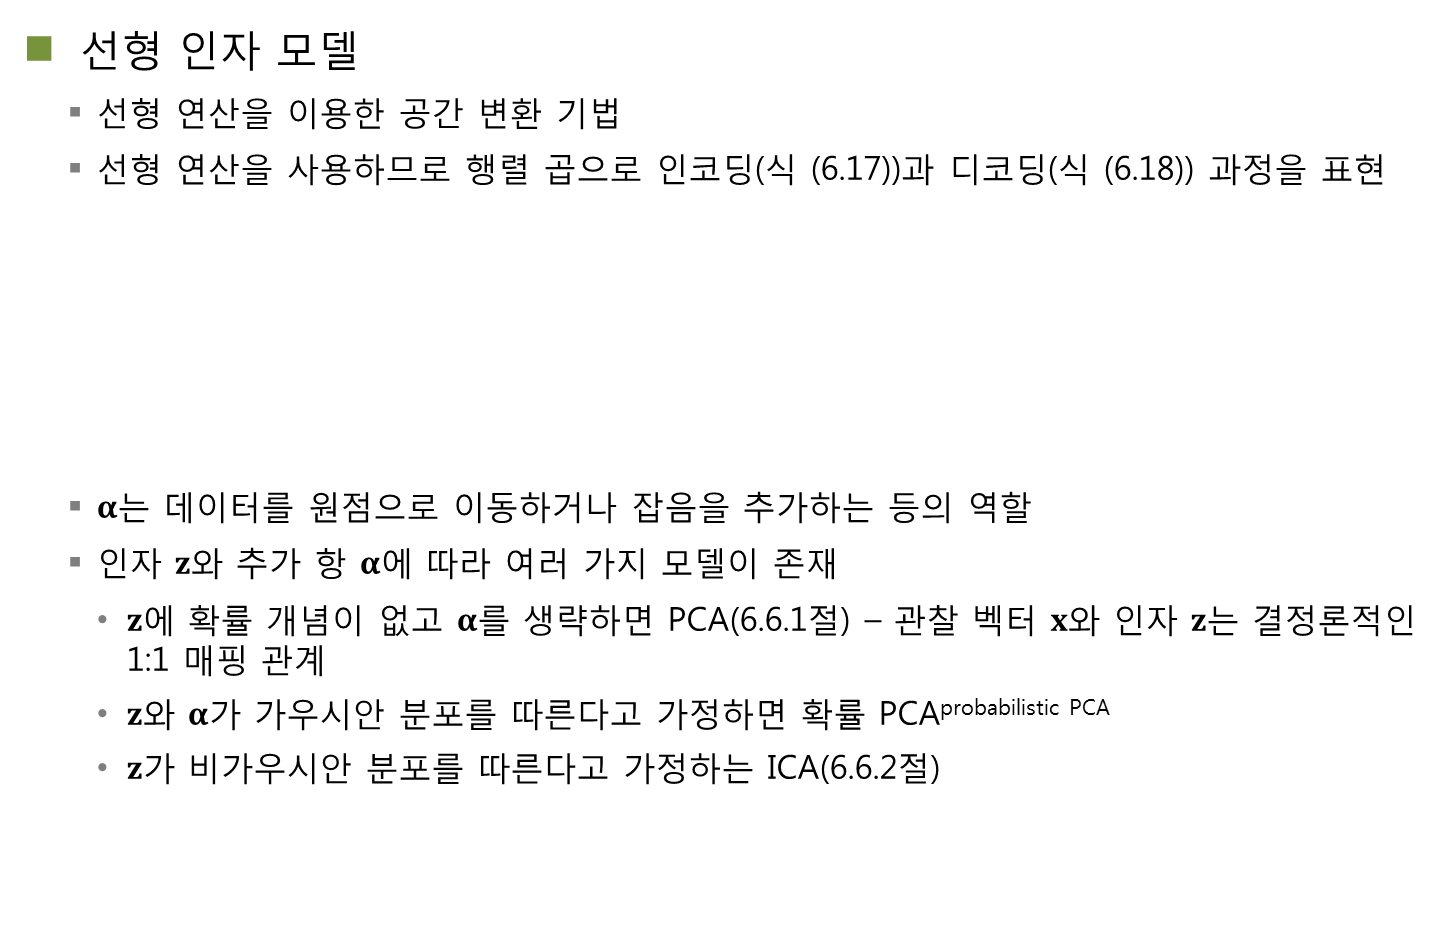 ■ 선형 인자 모델
▪ 선형 연산을 이용한 공간 변환 기법
▪ 선형 연산을 사용하므로 행렬 곱으로 인코딩(식 (6.17))과 디코딩(식 (6.18)) 과정을 표현
▪ α는 데이터를 원점으로 이동하거나 잡음을 추가하는 등의 역할
▪ 인자 z와 추가 항 α에 따라 여러 가지 모델이 존재
• z에 확률 개념이 없고 α를 생략하면 PCA(6.6.1절) – 관찰 벡터 x와 인자 z는 결정론적인
1:1 매핑 관계
• z와 α가 가우시안 분포를 따른다고 가정하면 확률 PCAprobabilistic PCA
• z가 비가우시안 분포를 따른다고 가정하는 ICA(6.6.2절)